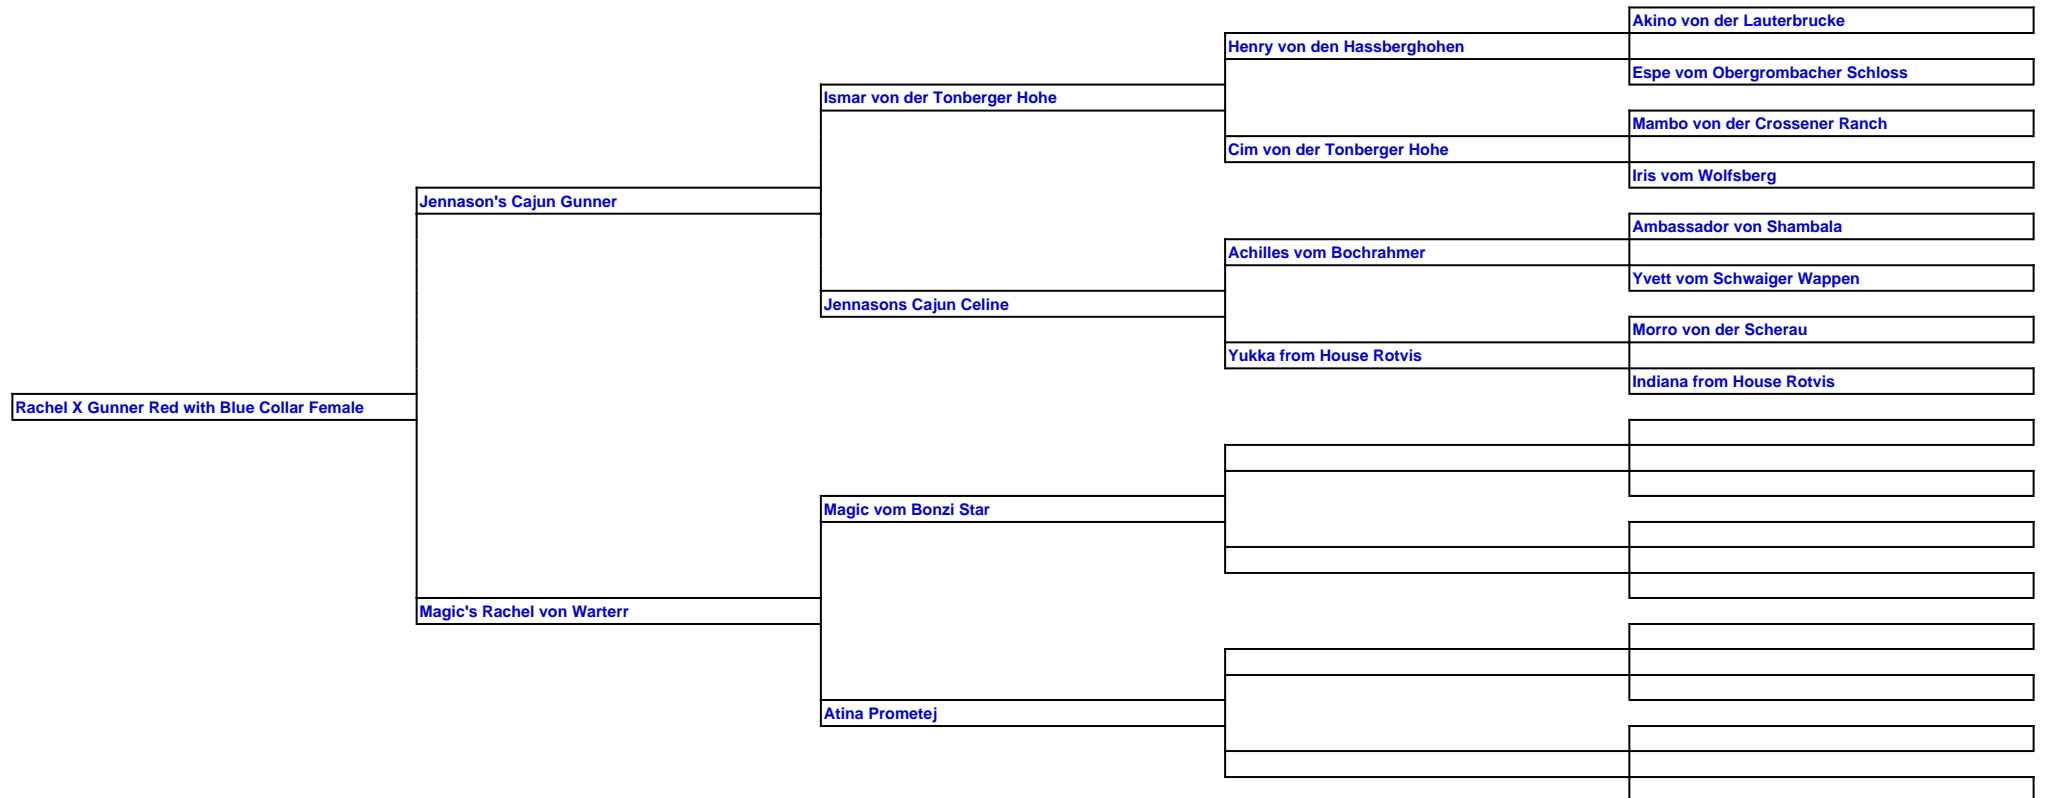 Akino von der Lauterbrucke
Henry von den Hassberghohen
Espe vom Obergrombacher Schloss
Ismar von der Tonberger Hohe
Mambo von der Crossener Ranch
Cim von der Tonberger Hohe
Iris vom Wolfsberg
Jennason's Cajun Gunner
Ambassador von Shambala
Achilles vom Bochrahmer
Yvett vom Schwaiger Wappen
Jennasons Cajun Celine
Morro von der Scherau
Yukka from House Rotvis
Indiana from House Rotvis
Rachel X Gunner Red with Blue Collar Female
Magic vom Bonzi Star
Magic's Rachel von Warterr
Atina Prometej